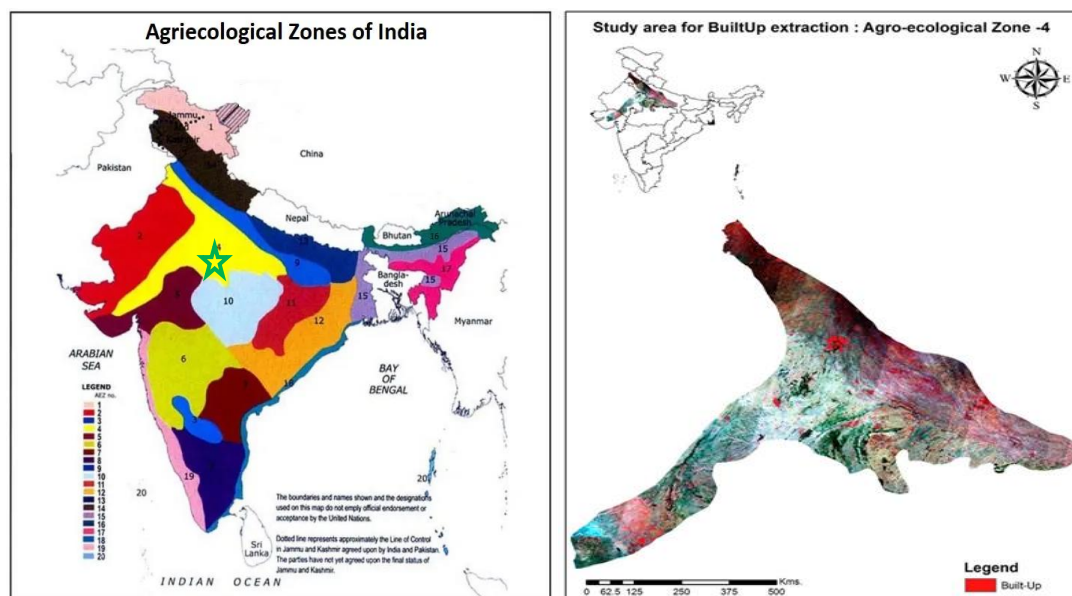 Agriecological Zones of India
Jammu
1
China
Pakistan
Nepal
Arunachal
Pradesh
Bhutan
16
2
13
15
9
17
Bangla-
desh
15
5
10
11
15
12
Myanmar
ARABIAN
SEA
6
BAY
OF
BENGAL
18
LEGEND
AEZ no.
1
2
3
4
5
6
7
8
9
10
11
12
13
14
15
16
17
18
19
20
3
19
20
20
The boundaries and names shown and the designations
used on this map do not emply official endorsement or
acceptance by the United Nations.
Sri
Lanka
Dotted line represents approximately the Line of Control
in Jammu and Kashmir agreed upon by India and Pakistan.
The parties have not yet agreed upon the final status of
Jammu and Kashmir.
INDIAN OCEAN
Study area for BuiltUp extraction : Agro-ecological Zone -4
N
W
E
S
Legend
Built-Up
0 62.5 125 250 375 500 Kms.